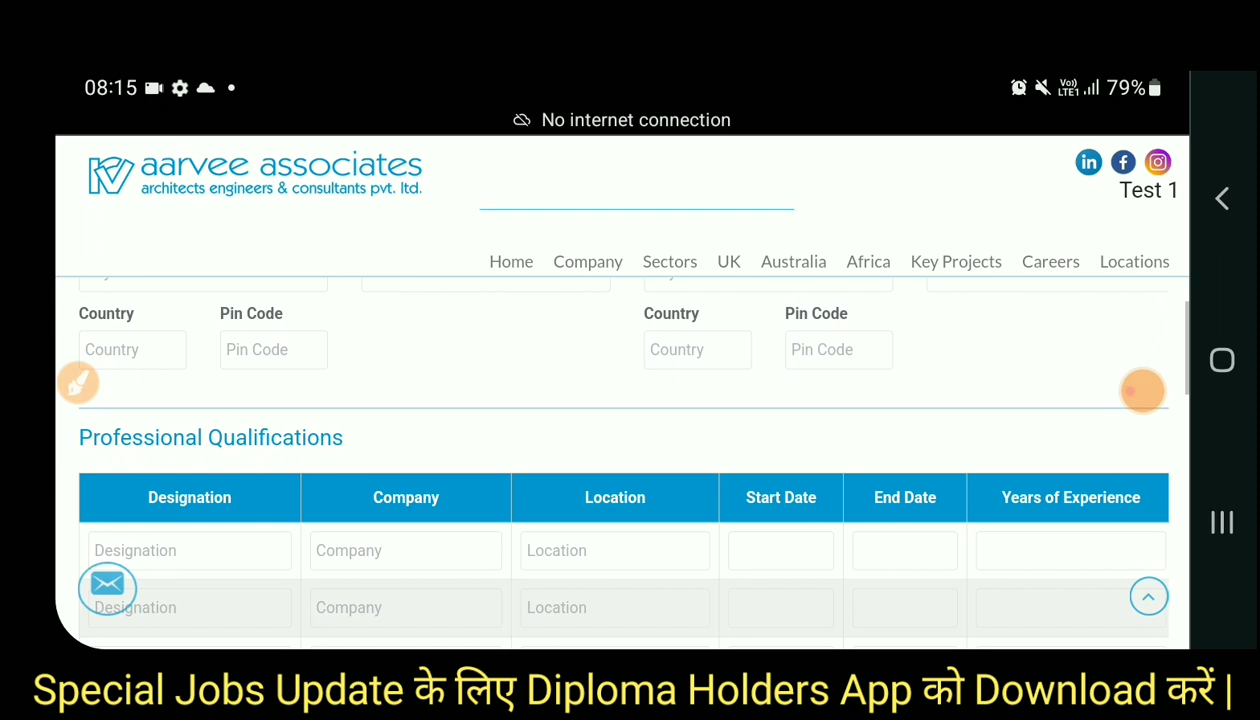 08:15
Vo)) LTE1 79%
No internet connection
aarvee associates
architects engineers & consultants pvt. ltd.
in f
Test 1
Home Company Sectors UK Australia Africa Key Projects Careers Locations
Country Pin Code Country Pin Code
Country Pin Code Country Pin Code
Professional Qualifications
Designation Company Location Start Date End Date Years of Experience
Designation Company Location
Designation Company Location
Special Jobs Update के लिए Diploma Holders App को Download करें |